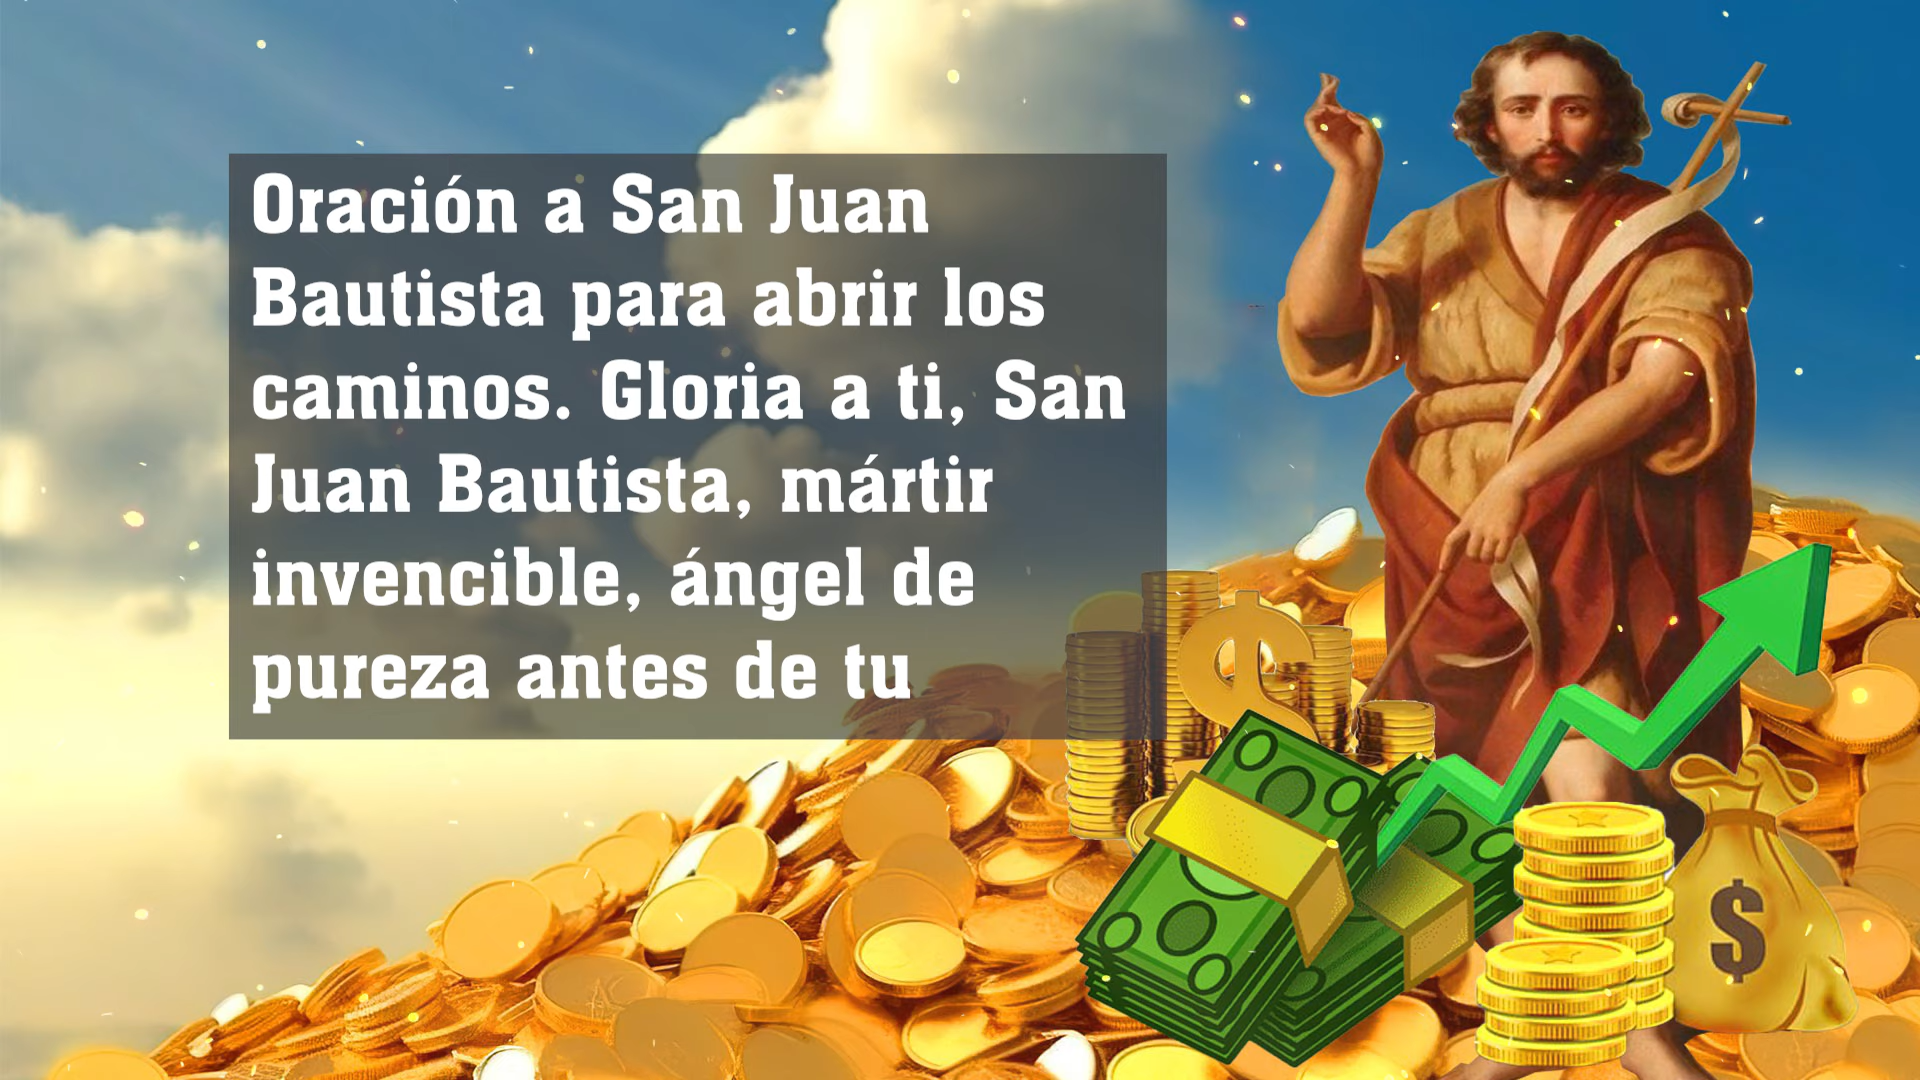 Oración a San Juan
Bautista para abrir los
caminos. Gloria a ti, San
Juan Bautista, mártir
invencible, ángel de
pureza antes de tu
$
$